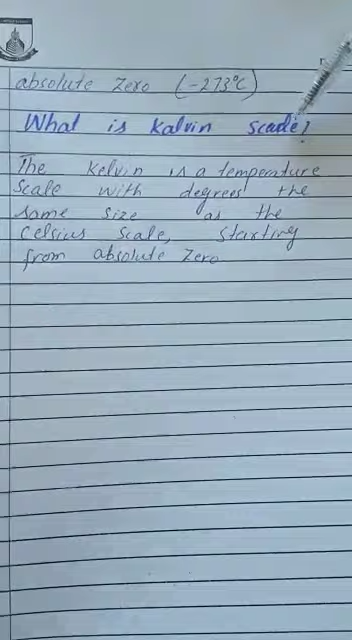 absolute Zero (-273°C)
What is Kalvin scale?
The Kelvin is a temperature
scale with degrees the
same size as the
Celsius Scale, starting
from absolute Zero